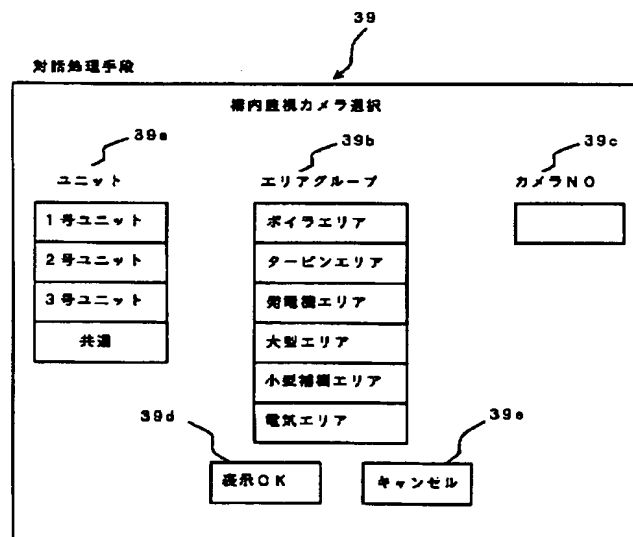 39
対話処理手段
構内監視カメラ選択
39a
39b
39c
ユニット
エリアグループ
カメラNO
1号ユニット
ボイラエリア
2号ユニット
タービンエリア
3号ユニット
発電機エリア
共通
大型エリア
小型補機エリア
電気エリア
39d
39e
表示OK
キャンセル